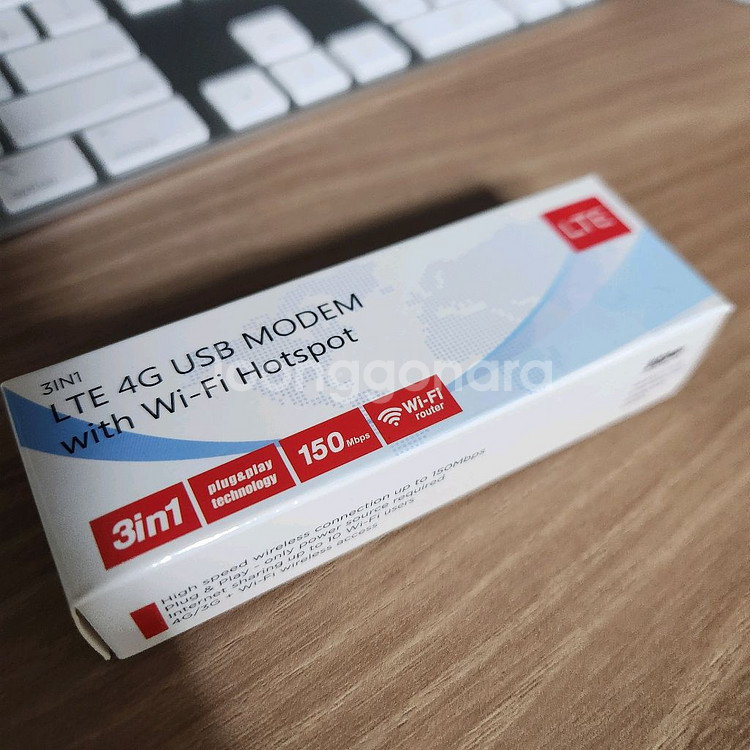 LTE
3IN1
LTE 4G USB MODEM
with Wi-Fi Hotspot
joonggonara
3in1
plug&play
technology
150 Mbps
Wi-Fi
router
High speed wireless connection up to 150Mbps
Plug & Play - only power source required
Internet sharing up to 10 Wi-Fi users
4G/3G + Wi-Fi wireless access